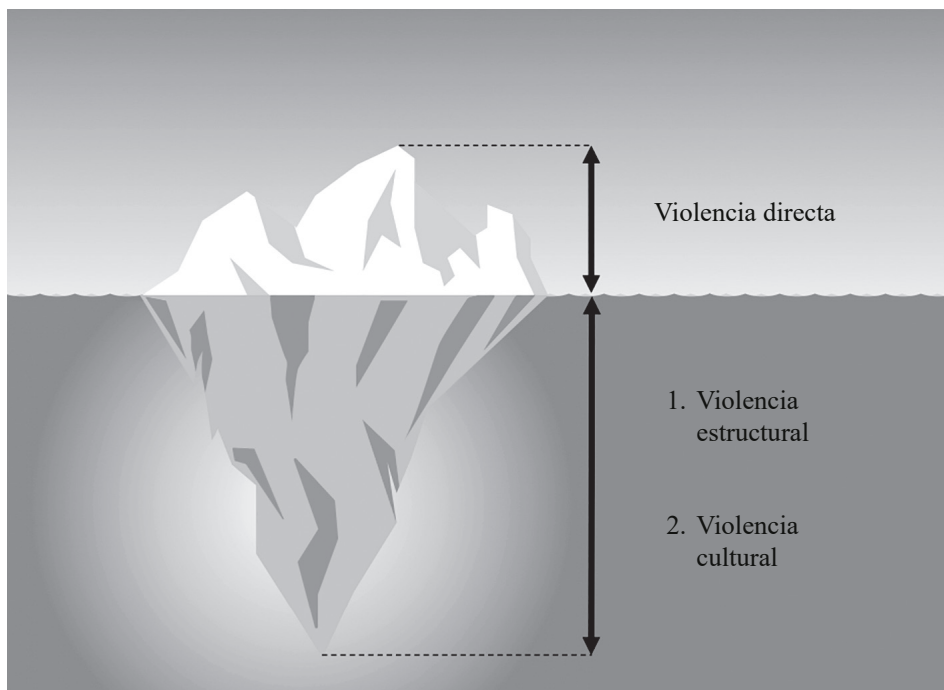 Violencia directa
1. Violencia
estructural
2. Violencia
cultural